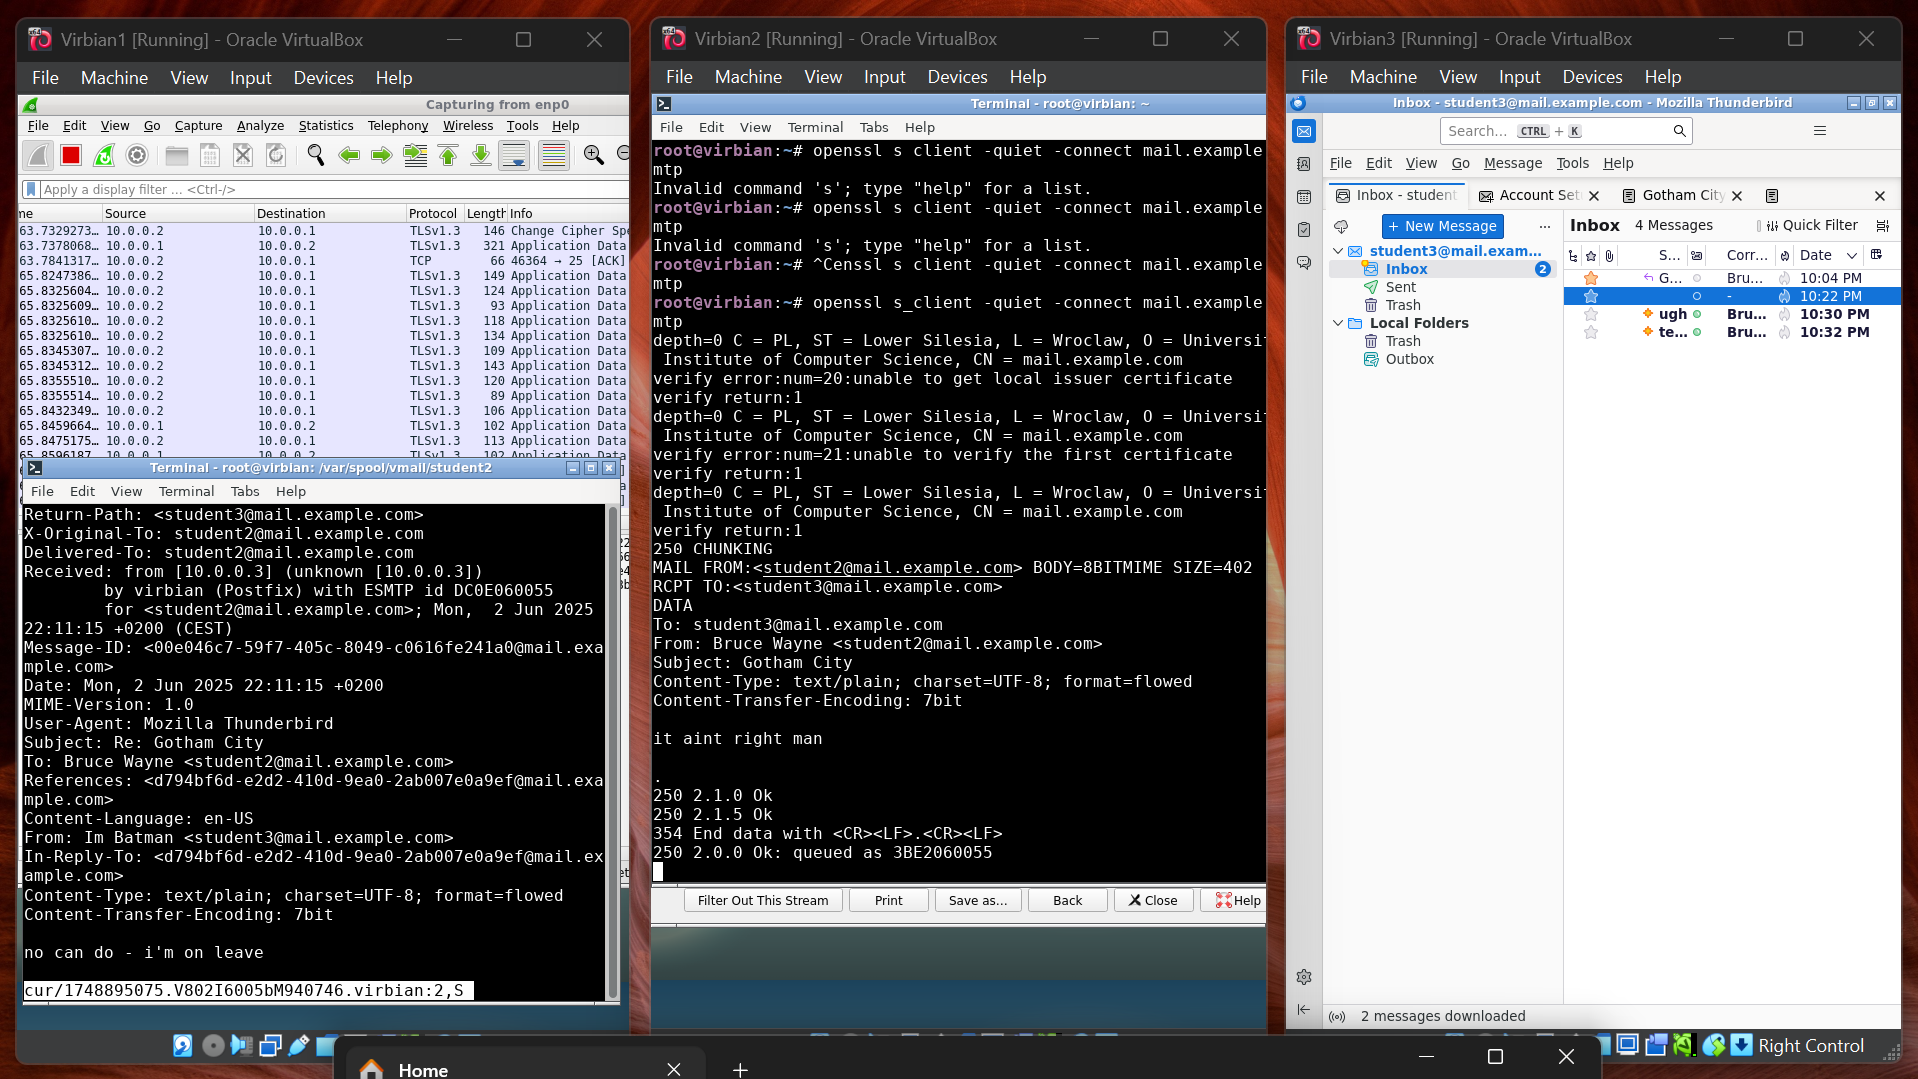 Virbian1 [Running] - Oracle VirtualBox
File Machine View Input Devices Help
Capturing from enp0
File Edit View Go Capture Analyze Statistics Telephony Wireless Tools Help
Apply a display filter … <Ctrl-/>
me Source Destination Protocol Length Info
63.7329273… 10.0.0.2 10.0.0.1 TLSv1.3 146 Change Cipher Spe
63.7378068… 10.0.0.1 10.0.0.2 TLSv1.3 321 Application Data
63.7841317… 10.0.0.2 10.0.0.1 TCP 66 46364 → 25 [ACK]
65.8247386… 10.0.0.2 10.0.0.1 TLSv1.3 149 Application Data
65.8325604… 10.0.0.2 10.0.0.1 TLSv1.3 124 Application Data
65.8325609… 10.0.0.2 10.0.0.1 TLSv1.3 93 Application Data
65.8325610… 10.0.0.2 10.0.0.1 TLSv1.3 118 Application Data
65.8325610… 10.0.0.2 10.0.0.1 TLSv1.3 134 Application Data
65.8345307… 10.0.0.2 10.0.0.1 TLSv1.3 109 Application Data
65.8345312… 10.0.0.2 10.0.0.1 TLSv1.3 143 Application Data
65.8355510… 10.0.0.2 10.0.0.1 TLSv1.3 120 Application Data
65.8355514… 10.0.0.2 10.0.0.1 TLSv1.3 89 Application Data
65.8432349… 10.0.0.2 10.0.0.1 TLSv1.3 106 Application Data
65.8459664… 10.0.0.1 10.0.0.2 TLSv1.3 102 Application Data
65.8475175… 10.0.0.2 10.0.0.1 TLSv1.3 113 Application Data
65.8596187 10.0.0.1 10.0.0.2 TLSv1.3 102 Application Data
Terminal - root@virbian: /var/spool/vmail/student2
File Edit View Terminal Tabs Help
Return-Path: <student3@mail.example.com>
X-Original-To: student2@mail.example.com
Delivered-To: student2@mail.example.com
Received: from [10.0.0.3] (unknown [10.0.0.3])
by virbian (Postfix) with ESMTP id DC0E060055
for <student2@mail.example.com>; Mon,  2 Jun 2025
22:11:15 +0200 (CEST)
Message-ID: <00e046c7-59f7-405c-8049-c0616fe241a0@mail.exa
mple.com>
Date: Mon, 2 Jun 2025 22:11:15 +0200
MIME-Version: 1.0
User-Agent: Mozilla Thunderbird
Subject: Re: Gotham City
To: Bruce Wayne <student2@mail.example.com>
References: <d794bf6d-e2d2-410d-9ea0-2ab007e0a9ef@mail.exa
mple.com>
Content-Language: en-US
From: Im Batman <student3@mail.example.com>
In-Reply-To: <d794bf6d-e2d2-410d-9ea0-2ab007e0a9ef@mail.ex
ample.com>
Content-Type: text/plain; charset=UTF-8; format=flowed
Content-Transfer-Encoding: 7bit
no can do - i'm on leave
cur/1748895075.V802I6005bM940746.virbian:2,S
Virbian2 [Running] - Oracle VirtualBox
File Machine View Input Devices Help
Terminal - root@virbian: ~
File Edit View Terminal Tabs Help
root@virbian:~# openssl s client -quiet -connect mail.example
mtp
Invalid command 's'; type "help" for a list.
root@virbian:~# openssl s client -quiet -connect mail.example
mtp
Invalid command 's'; type "help" for a list.
root@virbian:~# ^Censsl s client -quiet -connect mail.example
mtp
root@virbian:~# openssl s_client -quiet -connect mail.example
mtp
depth=0 C = PL, ST = Lower Silesia, L = Wroclaw, O = Universit
Institute of Computer Science, CN = mail.example.com
verify error:num=20:unable to get local issuer certificate
verify return:1
depth=0 C = PL, ST = Lower Silesia, L = Wroclaw, O = Universit
Institute of Computer Science, CN = mail.example.com
verify error:num=21:unable to verify the first certificate
verify return:1
depth=0 C = PL, ST = Lower Silesia, L = Wroclaw, O = Universit
Institute of Computer Science, CN = mail.example.com
verify return:1
250 CHUNKING
MAIL FROM:<student2@mail.example.com> BODY=8BITMIME SIZE=402
RCPT TO:<student3@mail.example.com>
DATA
To: student3@mail.example.com
From: Bruce Wayne <student2@mail.example.com>
Subject: Gotham City
Content-Type: text/plain; charset=UTF-8; format=flowed
Content-Transfer-Encoding: 7bit
it aint right man
.
250 2.1.0 Ok
250 2.1.5 Ok
354 End data with <CR><LF>.<CR><LF>
250 2.0.0 Ok: queued as 3BE2060055
Filter Out This Stream Print Save as… Back Close Help
Virbian3 [Running] - Oracle VirtualBox
File Machine View Input Devices Help
Inbox - student3@mail.example.com - Mozilla Thunderbird
Search… CTRL + K
File Edit View Go Message Tools Help
Inbox - student Account Set Gotham City
+ New Message ...
student3@mail.exam…
Inbox 2
Sent
Trash
Local Folders
Trash
Outbox
Inbox 4 Messages Quick Filter
S… Corr… Date
G… Bru… 10:04 PM
- 10:22 PM
ugh Bru… 10:30 PM
te… Bru… 10:32 PM
2 messages downloaded
Right Control
Home